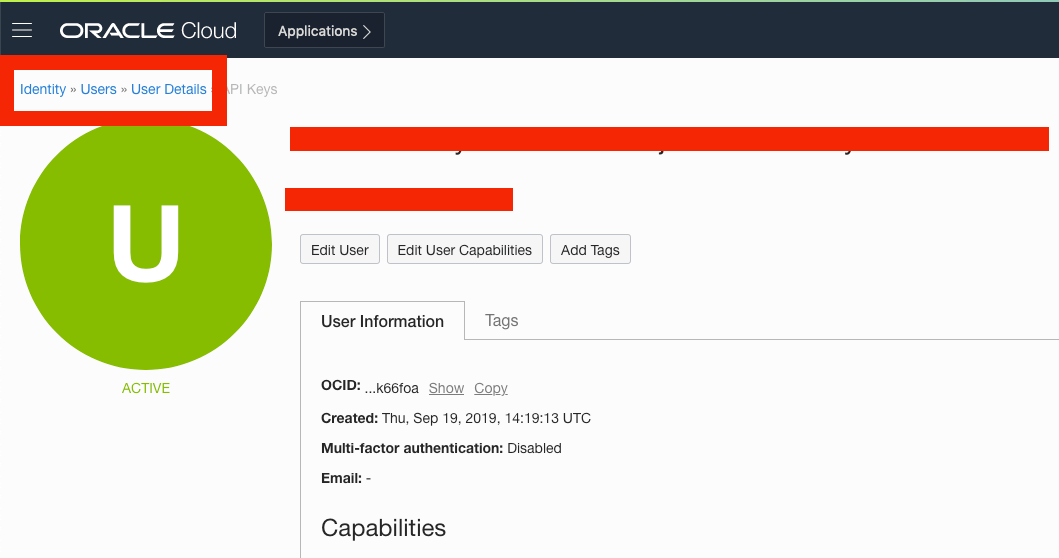 ORACLE Cloud Applications
Identity » Users » User Details » API Keys
U
Edit User Edit User Capabilities Add Tags
ACTIVE
User Information Tags
OCID: ...k66foa Show Copy
Created: Thu, Sep 19, 2019, 14:19:13 UTC
Multi-factor authentication: Disabled
Email: -
Capabilities